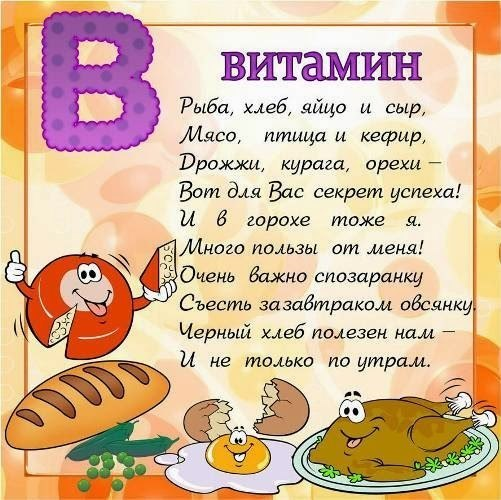 В
ВИТАМИН
Рыба, хлеб, яйцо и сыр,
Мясо, птица и кефир,
Дрожжи, курага, орехи –
Вот для Вас секрет успеха!
И в горохе тоже я.
Много пользы от меня!
Очень важно спозаранку
Съесть зазавтраком овсянку.
Черный хлеб полезен нам –
И не только по утрам.